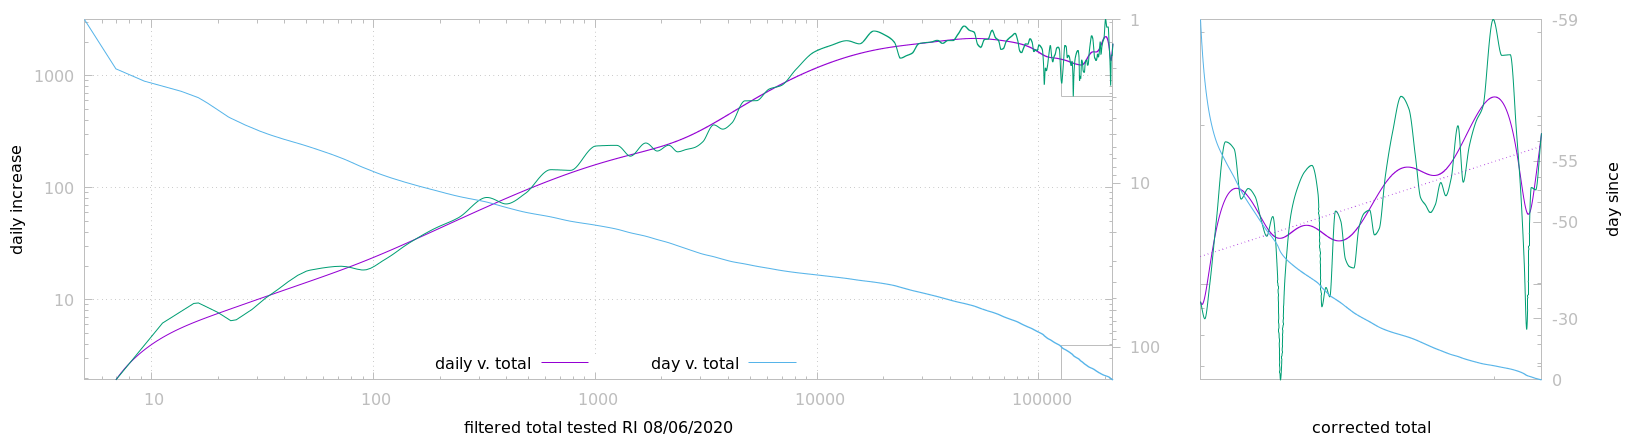 1
-59
1000
daily increase
-55
100
10
-50
day since
10
-30
daily v. total
day v. total
100
0
10
100
1000
10000
100000
filtered total tested RI 08/06/2020
corrected total